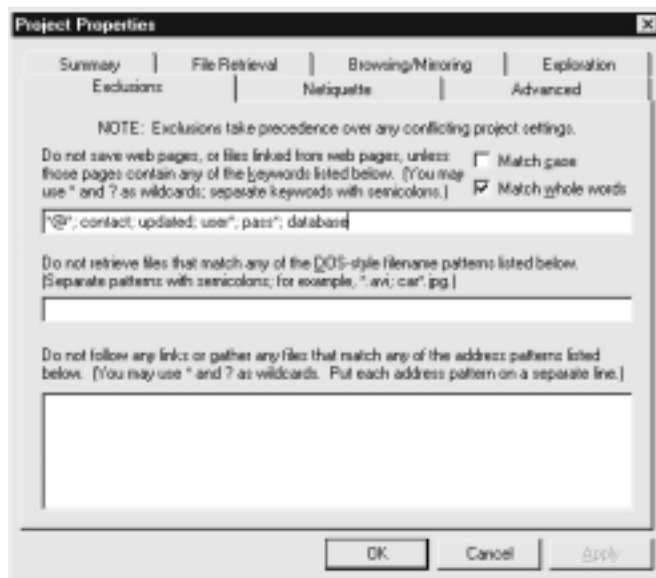 Project Properties
Summary File Retrieval Browsing/Mirroring Exploration
Exclusions Netiquette Advanced
NOTE: Exclusions take precedence over any conflicting project settings.
Do not save web pages, or files linked from web pages, unless
those pages contain any of the keywords listed below. (You may
use * and ? as wildcards; separate keywords with semicolons.)
Match case
Match whole words
*@*; contact; updated; user*; pass*; database
Do not retrieve files that match any of the DOS-style filename patterns listed below.
(Separate patterns with semicolons; for example, *.avi; car*.jpg.)
Do not follow any links or gather any files that match any of the address patterns listed
below. (You may use * and ? as wildcards. Put each address pattern on a separate line.)
OK Cancel Apply